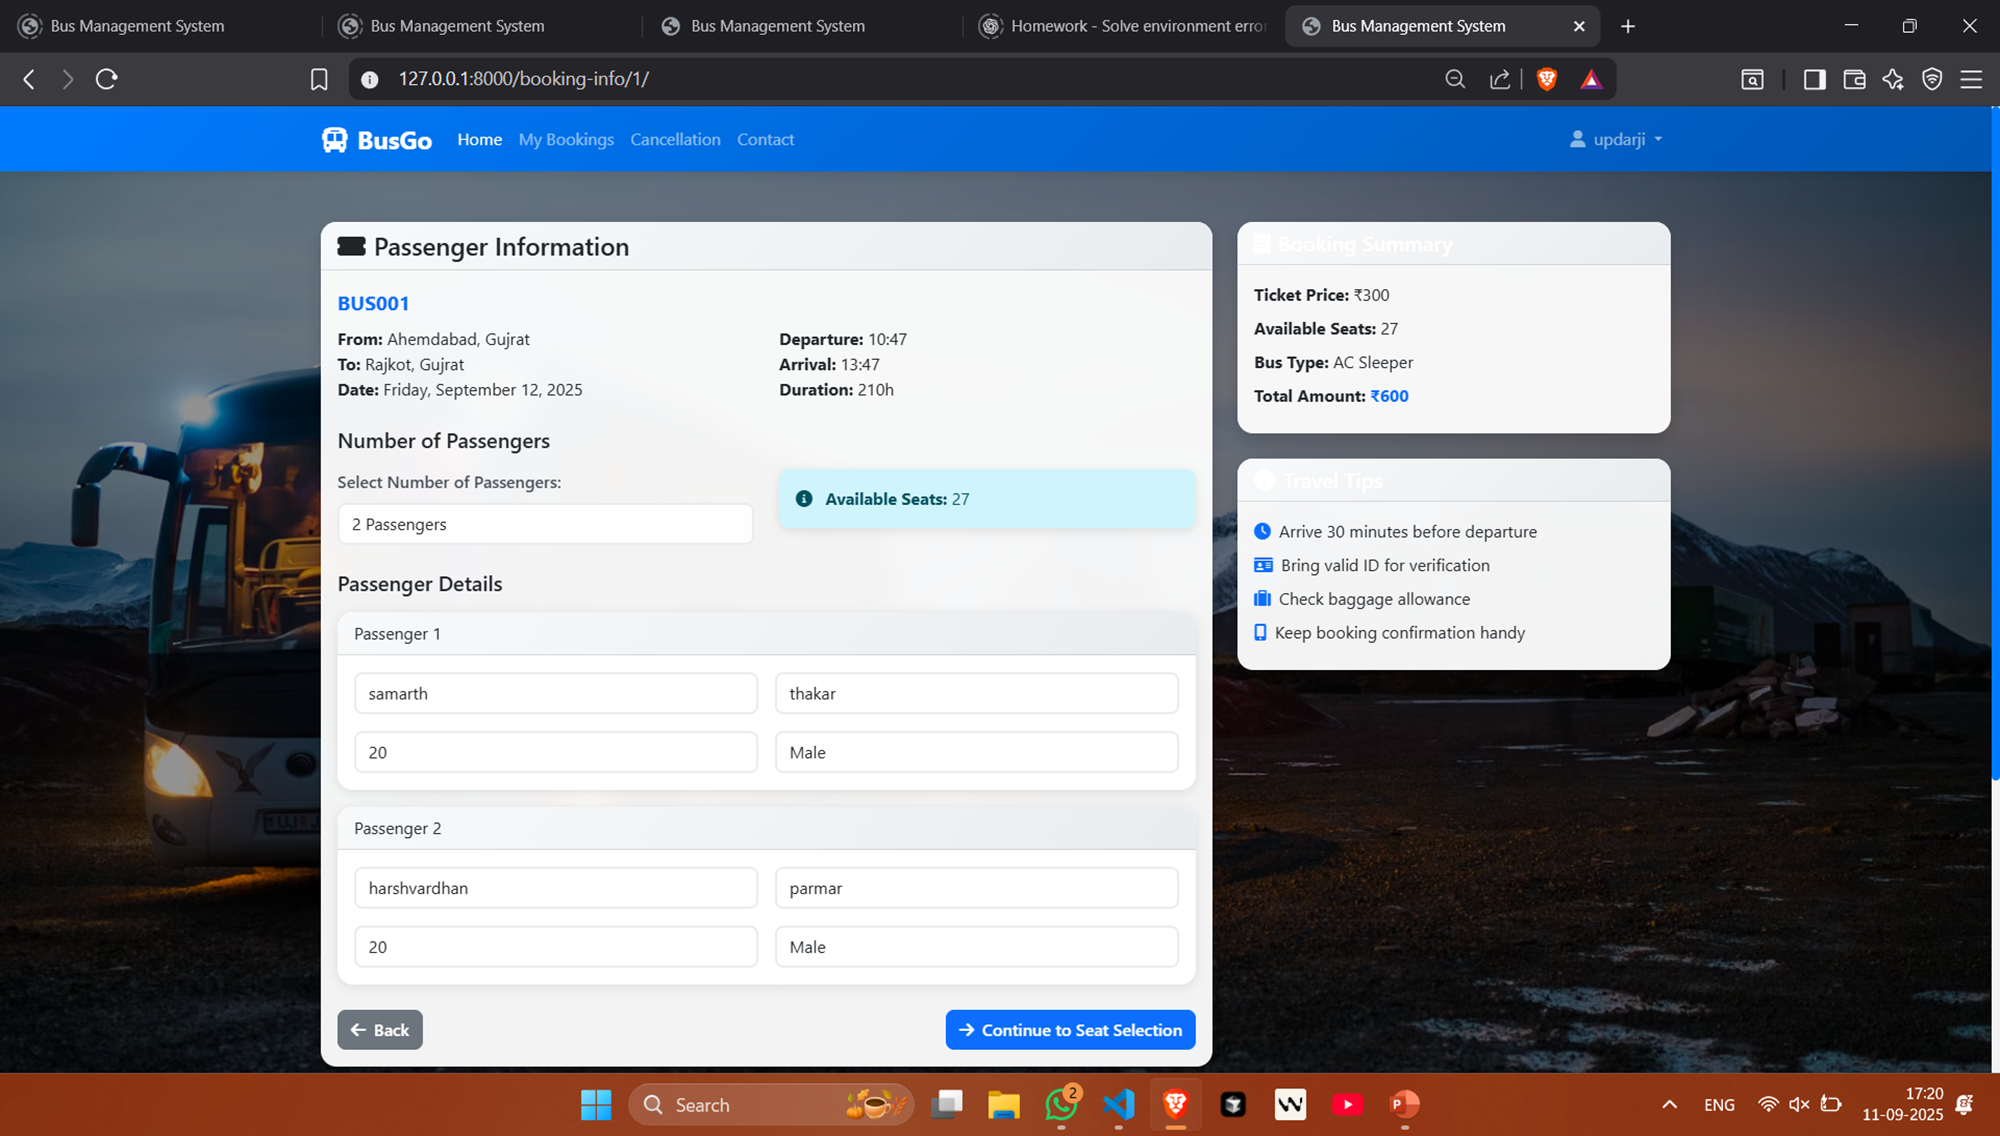 Bus Management System
Bus Management System
Bus Management System
Homework - Solve environment erro
Bus Management System
127.0.0.1:8000/booking-info/1/
BusGo
Home
My Bookings
Cancellation
Contact
updarji
Passenger Information
BUS001
From: Ahemdabad, Gujrat
To: Rajkot, Gujrat
Date: Friday, September 12, 2025
Departure: 10:47
Arrival: 13:47
Duration: 210h
Number of Passengers
Select Number of Passengers:
2 Passengers
Available Seats: 27
Passenger Details
Passenger 1
samarth
thakar
20
Male
Passenger 2
harshvardhan
parmar
20
Male
Back
Continue to Seat Selection
Booking Summary
Ticket Price: ₹300
Available Seats: 27
Bus Type: AC Sleeper
Total Amount: ₹600
Travel Tips
Arrive 30 minutes before departure
Bring valid ID for verification
Check baggage allowance
Keep booking confirmation handy
Search
2
ENG
17:20
11-09-2025